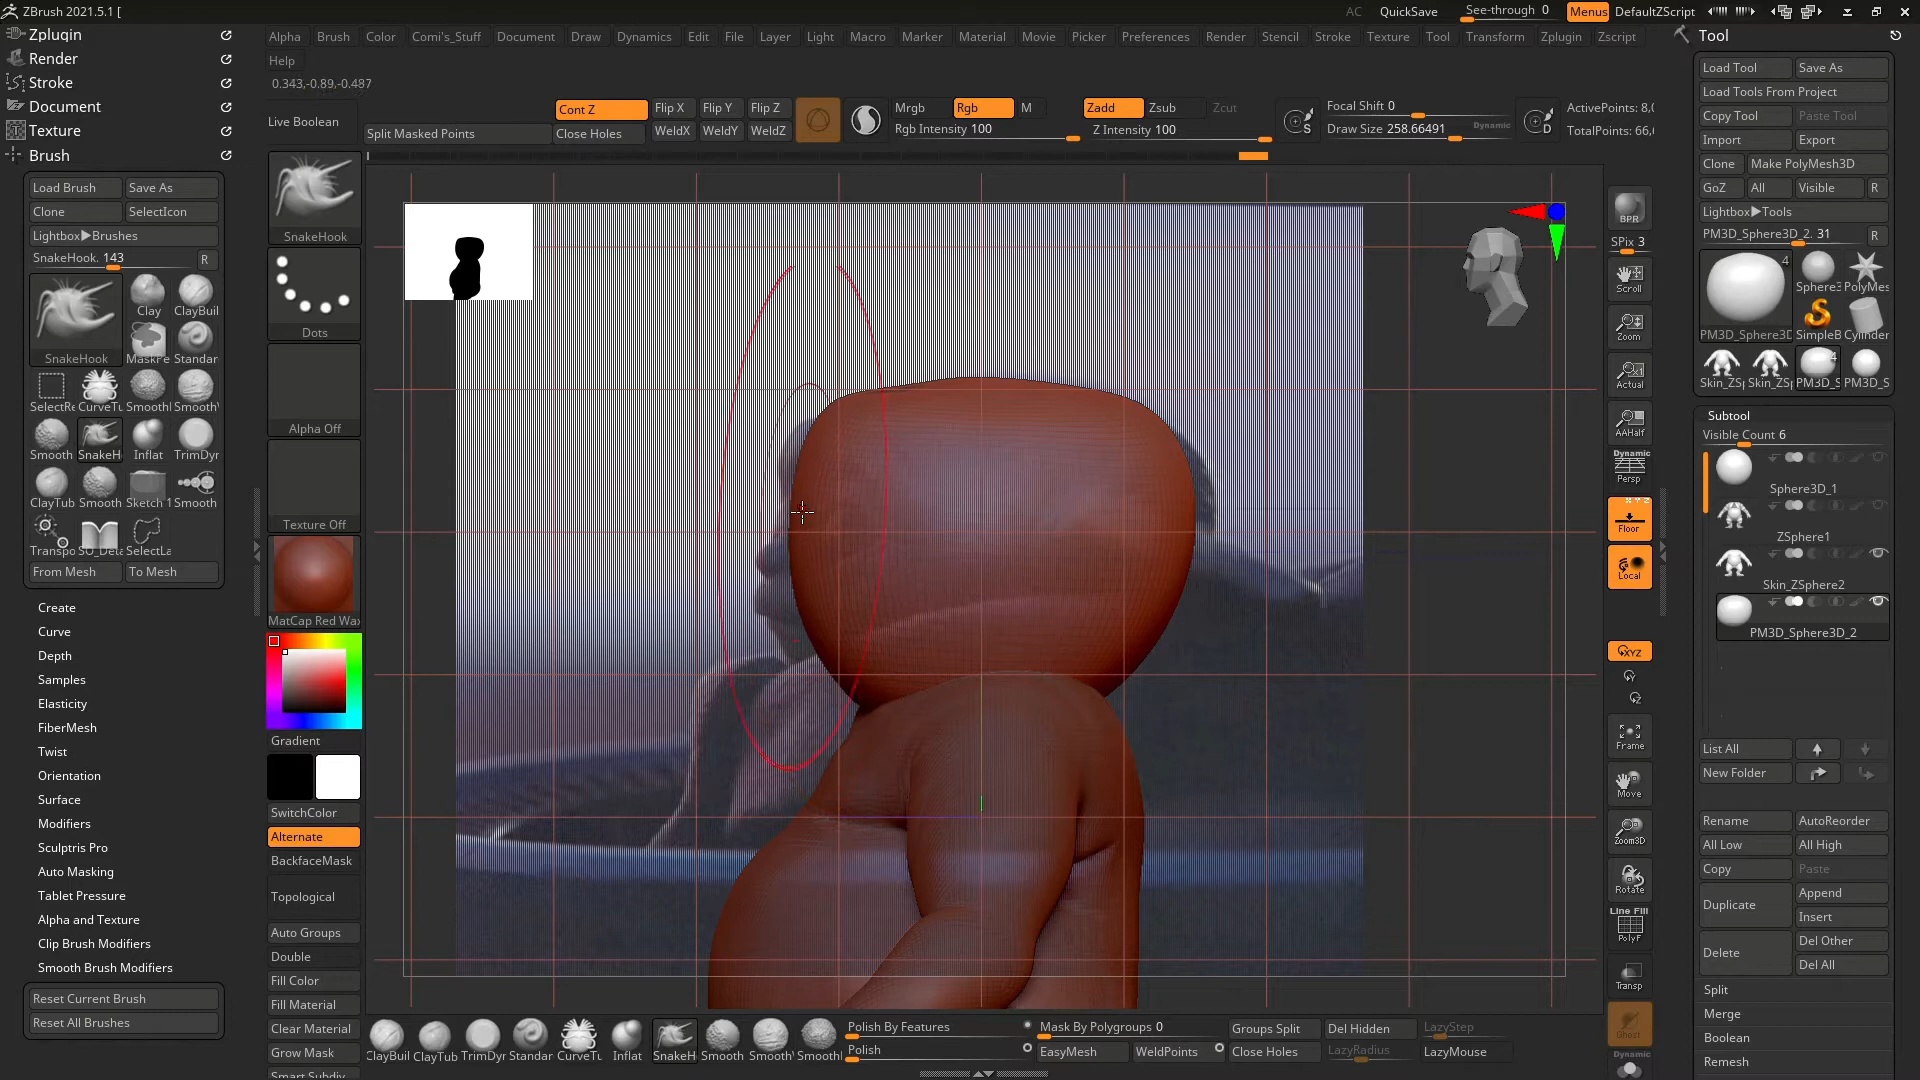 ZBrush 2021.5.1 [
AC QuickSave See-through 0 Menus DefaultZScript
Zplugin
Render
Stroke
Document
Texture
Brush
Load Brush Save As
Clone SelectIcon
Lightbox▶Brushes
SnakeHook. 143 R
SnakeHook
Clay ClayBuil
MaskPe Standar
SelectRe CurveTu Smooth SmoothV
Smooth SnakeH Inflat TrimDyr
ClayTub Smooth Sketch 1 Smooth
Transpo SelectLa
From Mesh To Mesh
Create
Curve
Depth
Samples
Elasticity
FiberMesh
Twist
Orientation
Surface
Modifiers
Sculptris Pro
Auto Masking
Tablet Pressure
Alpha and Texture
Clip Brush Modifiers
Smooth Brush Modifiers
Reset Current Brush
Reset All Brushes
Alpha Brush Color Comi's_Stuff Document Draw Dynamics Edit File Layer Light Macro Marker Material Movie Picker Preferences Render Stencil Stroke Texture Tool Transform Zplugin Zscript
Help
0.343,-0.89,-0.487
Live Boolean
Split Masked Points
Cont Z Flip X Flip Y Flip Z
Close Holes WeldX WeldY WeldZ
Mrgb Rgb M
Rgb Intensity 100
Zadd Zsub Zcut
Z Intensity 100
S
Focal Shift 0
Draw Size 258.66491 Dynamic
D
ActivePoints: 8,0
TotalPoints: 66,
SnakeHook
Dots
Alpha Off
Texture Off
MatCap Red Wax
Gradient
SwitchColor
Alternate
BackfaceMask
Topological
Auto Groups
Double
Fill Color
Fill Material
Clear Material
Grow Mask
Smart Subdiv
BPR
SPix 3
Scroll
Zoom
Actual
AAHalf
Dynamic
Persp
X Y Z
Floor
Local
XYZ
Y
Z
Frame
Move
Zoom3D
Rotate
Line Fill
PolyF
Transp
Ghost
Dynamic
ClayBuil ClayTub TrimDyr Standar CurveTu Inflat SnakeH Smooth SmoothV Smooth
Polish By Features
Polish
Mask By Polygroups 0
EasyMesh WeldPoints
Groups Split Del Hidden LazyStep
Close Holes LazyRadius LazyMouse
Tool
Load Tool Save As
Load Tools From Project
Copy Tool Paste Tool
Import Export
Clone Make PolyMesh3D
GoZ All Visible R
Lightbox▶Tools
PM3D_Sphere3D_2. 31 R
4
PM3D_Sphere3D Sphere3 PolyMes
SimpleB Cylinder
4
Skin_ZSp Skin_ZSp PM3D_S PM3D_S
Subtool
Visible Count 6
Sphere3D_1
ZSphere1
Skin_ZSphere2
PM3D_Sphere3D_2
List All
New Folder
Rename AutoReorder
All Low All High
Copy Paste
Duplicate Append
Insert
Delete Del Other
Del All
Split
Merge
Boolean
Remesh